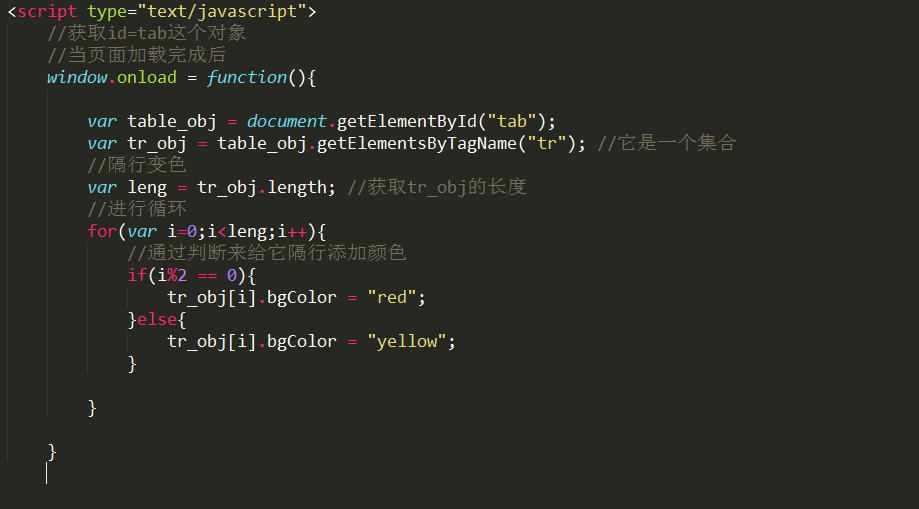 <script type="text/javascript">
//获取id=tab这个对象
//当页面加载完成后
window.onload = function(){
var table_obj = document.getElementById("tab");
var tr_obj = table_obj.getElementsByTagName("tr"); //它是一个集合
//隔行变色
var leng = tr_obj.length; //获取tr_obj的长度
//进行循环
for(var i=0;i<leng;i++){
//通过判断来给它隔行添加颜色
if(i%2 == 0){
tr_obj[i].bgColor = "red";
}else{
tr_obj[i].bgColor = "yellow";
}
}
}